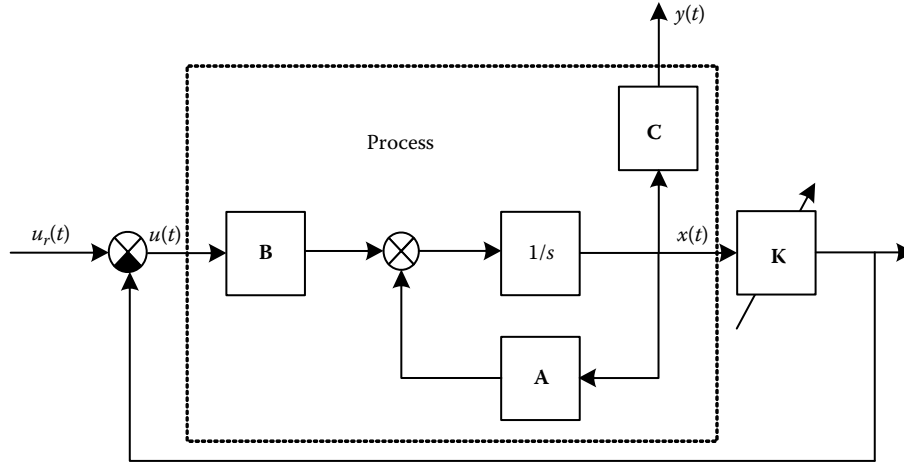 y(t)
C
Process
u_r(t)
u(t)
B
1/s
x(t)
K
A